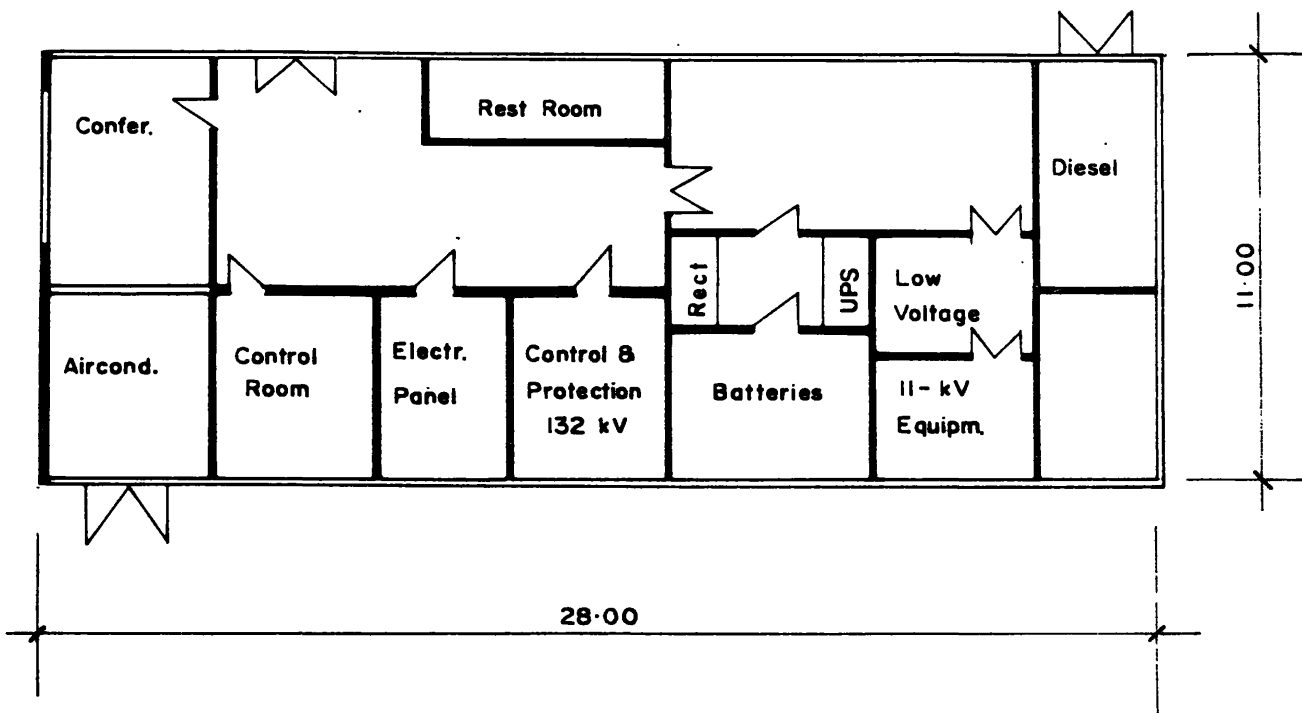 Confer.
Rest Room
Diesel
Rect
UPS
Low
Voltage
11·00
Aircond.
Control
Room
Electr.
Panel
Control &
Protection
132 kV
Batteries
11-kV
Equipm.
28·00